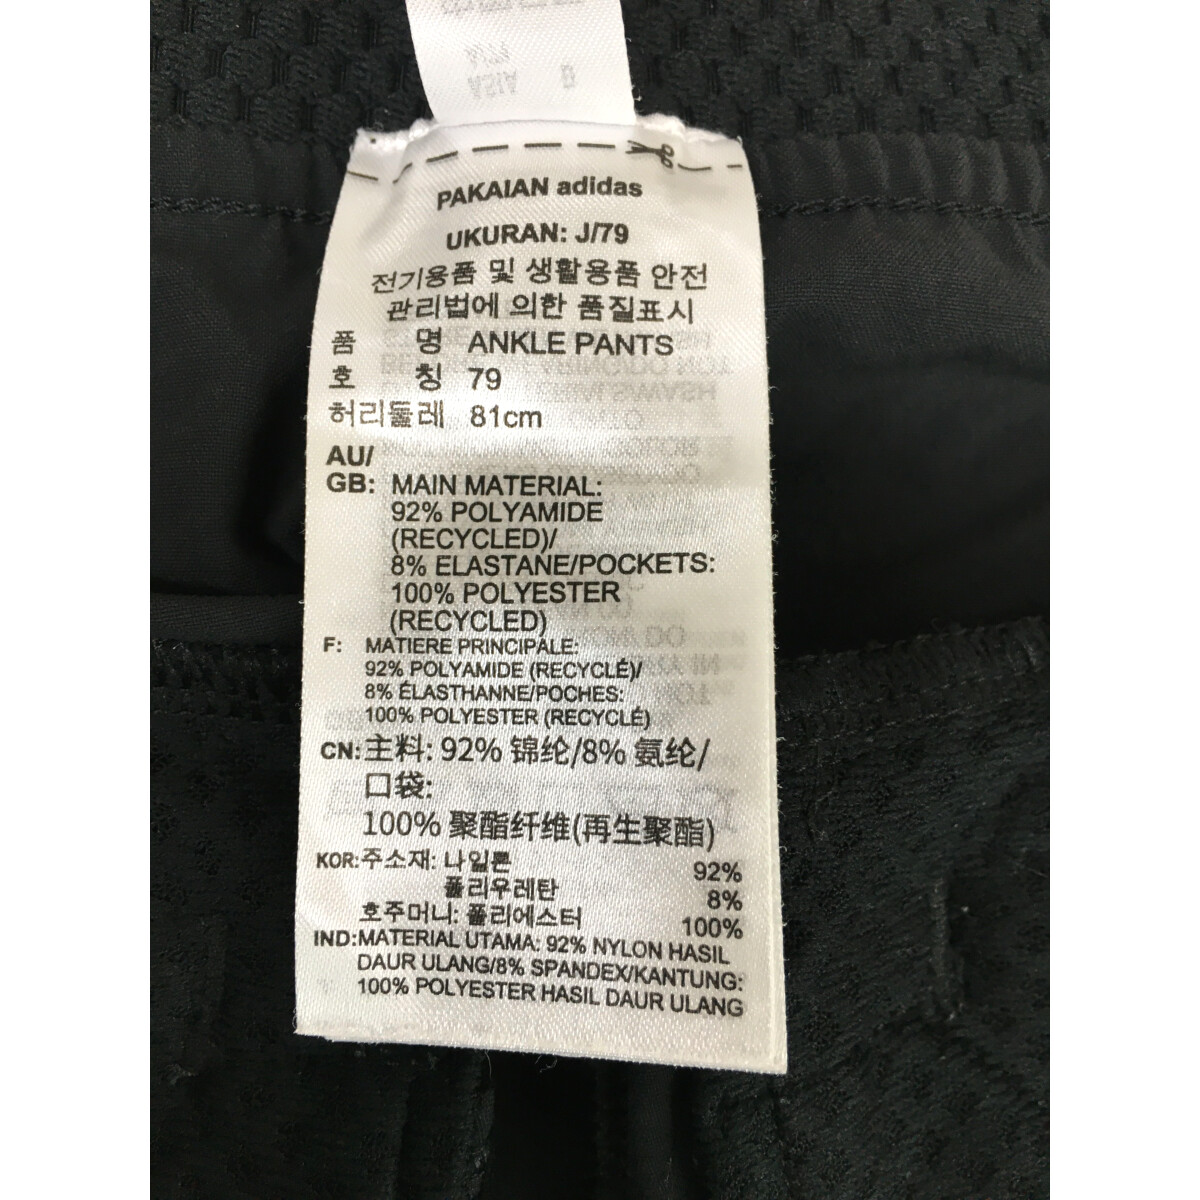 PAKAIAN adidas
UKURAN: J/79
전기용품 및 생활용품 안전
관리법에 의한 품질표시
품 명 ANKLE PANTS
호 칭 79
허리둘레 81cm
AU/
GB: MAIN MATERIAL:
92% POLYAMIDE
(RECYCLED)/
8% ELASTANE/POCKETS:
100% POLYESTER
(RECYCLED)
F: MATIERE PRINCIPALE:
92% POLYAMIDE (RECYCLÉ)/
8% ÉLASTHANNE/POCHES:
100% POLYESTER (RECYCLÉ)
CN: 主料: 92% 锦纶/8% 氨纶/
口袋:
100% 聚酯纤维(再生聚酯)
KOR: 주소재: 나일론 92%
폴리우레탄 8%
호주머니: 폴리에스터 100%
IND: MATERIAL UTAMA: 92% NYLON HASIL
DAUR ULANG/8% SPANDEX/KANTUNG:
100% POLYESTER HASIL DAUR ULANG